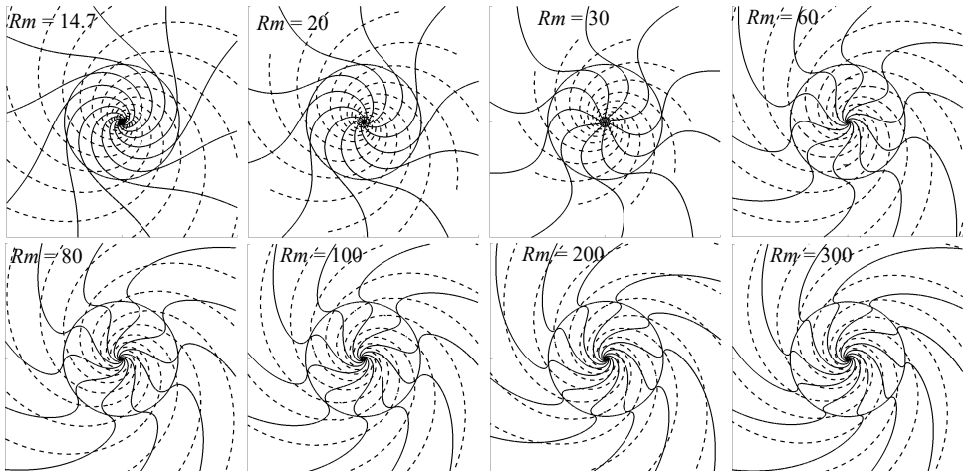 Rm = 14.7
Rm = 20
Rm = 30
Rm = 60
Rm = 80
Rm = 100
Rm = 200
Rm = 300